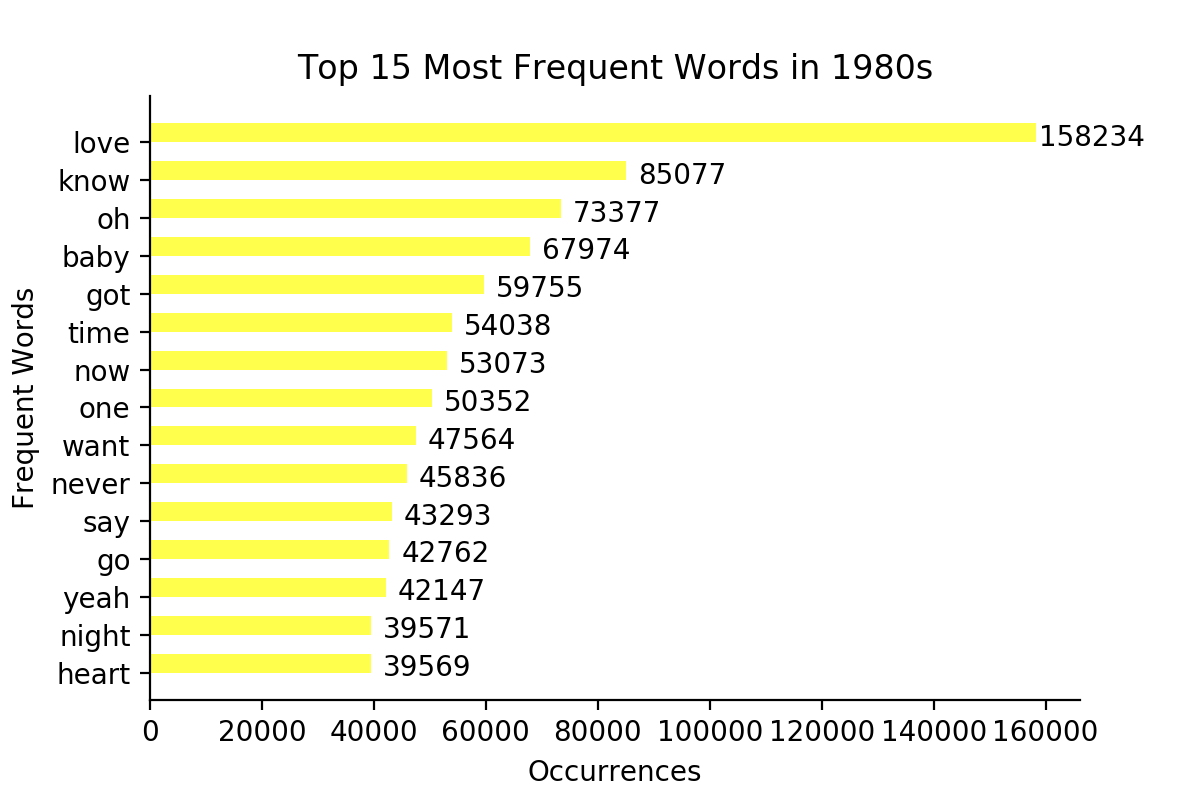 Top 15 Most Frequent Words in 1980s
Frequent Words
love 158234
know 85077
oh 73377
baby 67974
got 59755
time 54038
now 53073
one 50352
want 47564
never 45836
say 43293
go 42762
yeah 42147
night 39571
heart 39569
0 20000 40000 60000 80000 100000 120000 140000 160000
Occurrences